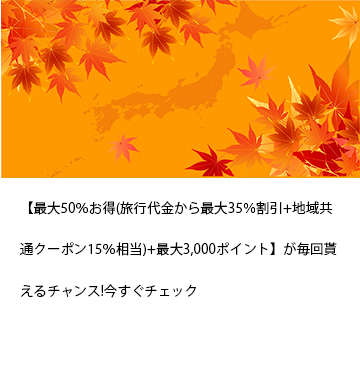 【最大50%お得(旅行代金から最大35%割引+地域共
通クーポン15%相当)+最大3,000ポイント】が毎回貰
えるチャンス!今すぐチェック